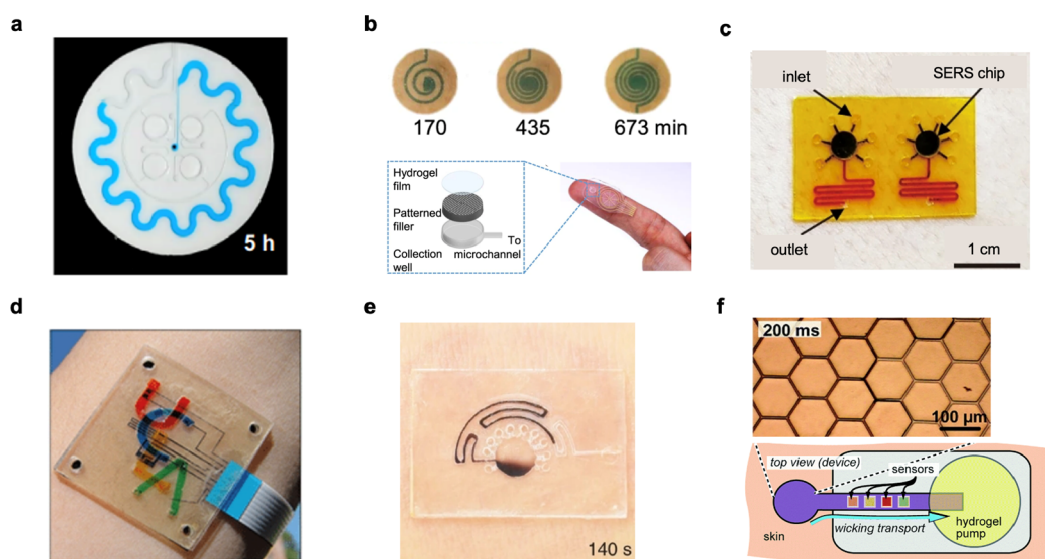 a
5 h
b
170
435
673 min
Hydrogel
film
Patterned
filler
Collection
well
To
microchannel
c
inlet
SERS chip
outlet
1 cm
d
e
140 s
f
200 ms
100 μm
top view (device)
sensors
skin
wicking transport
hydrogel
pump